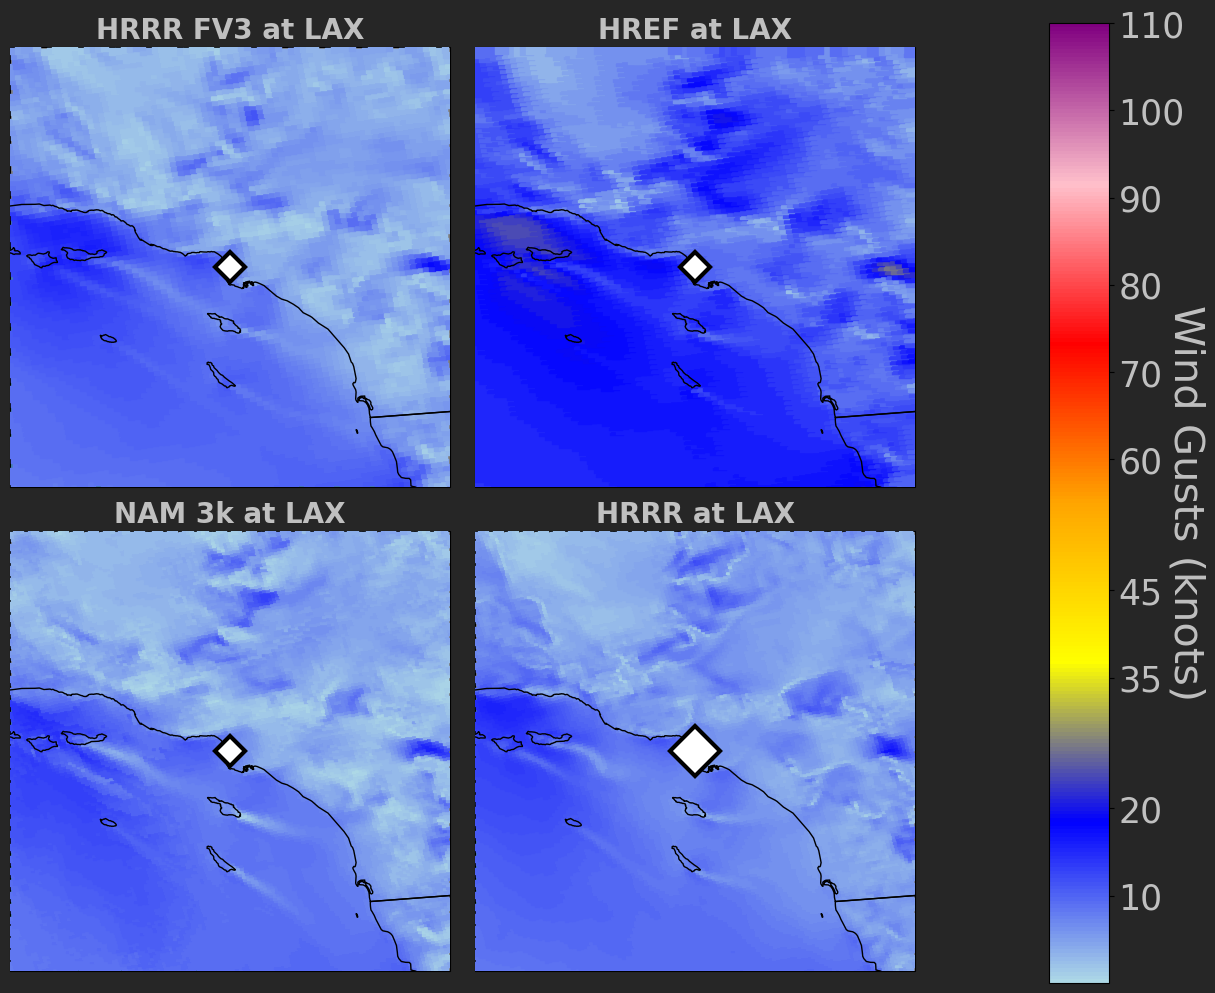 HRRR FV3 at LAX
HREF at LAX
NAM 3k at LAX
HRRR at LAX
110
100
90
80
70
60
45
35
20
10
Wind Gusts (knots)